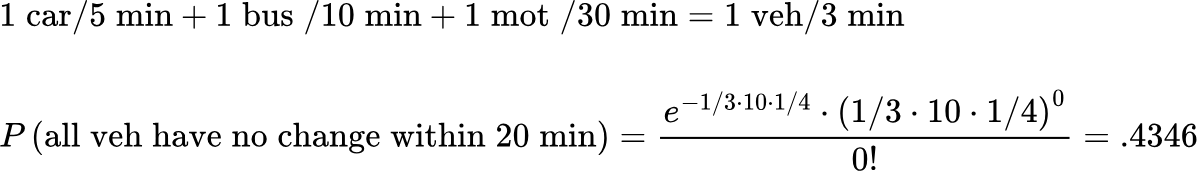 1 car/5 min + 1 bus /10 min + 1 mot /30 min = 1 veh/3 min
P (all veh have no change within 20 min) = \frac{e^{-1/3·10·1/4} · (1/3 · 10 · 1/4)^0}{0!} = .4346